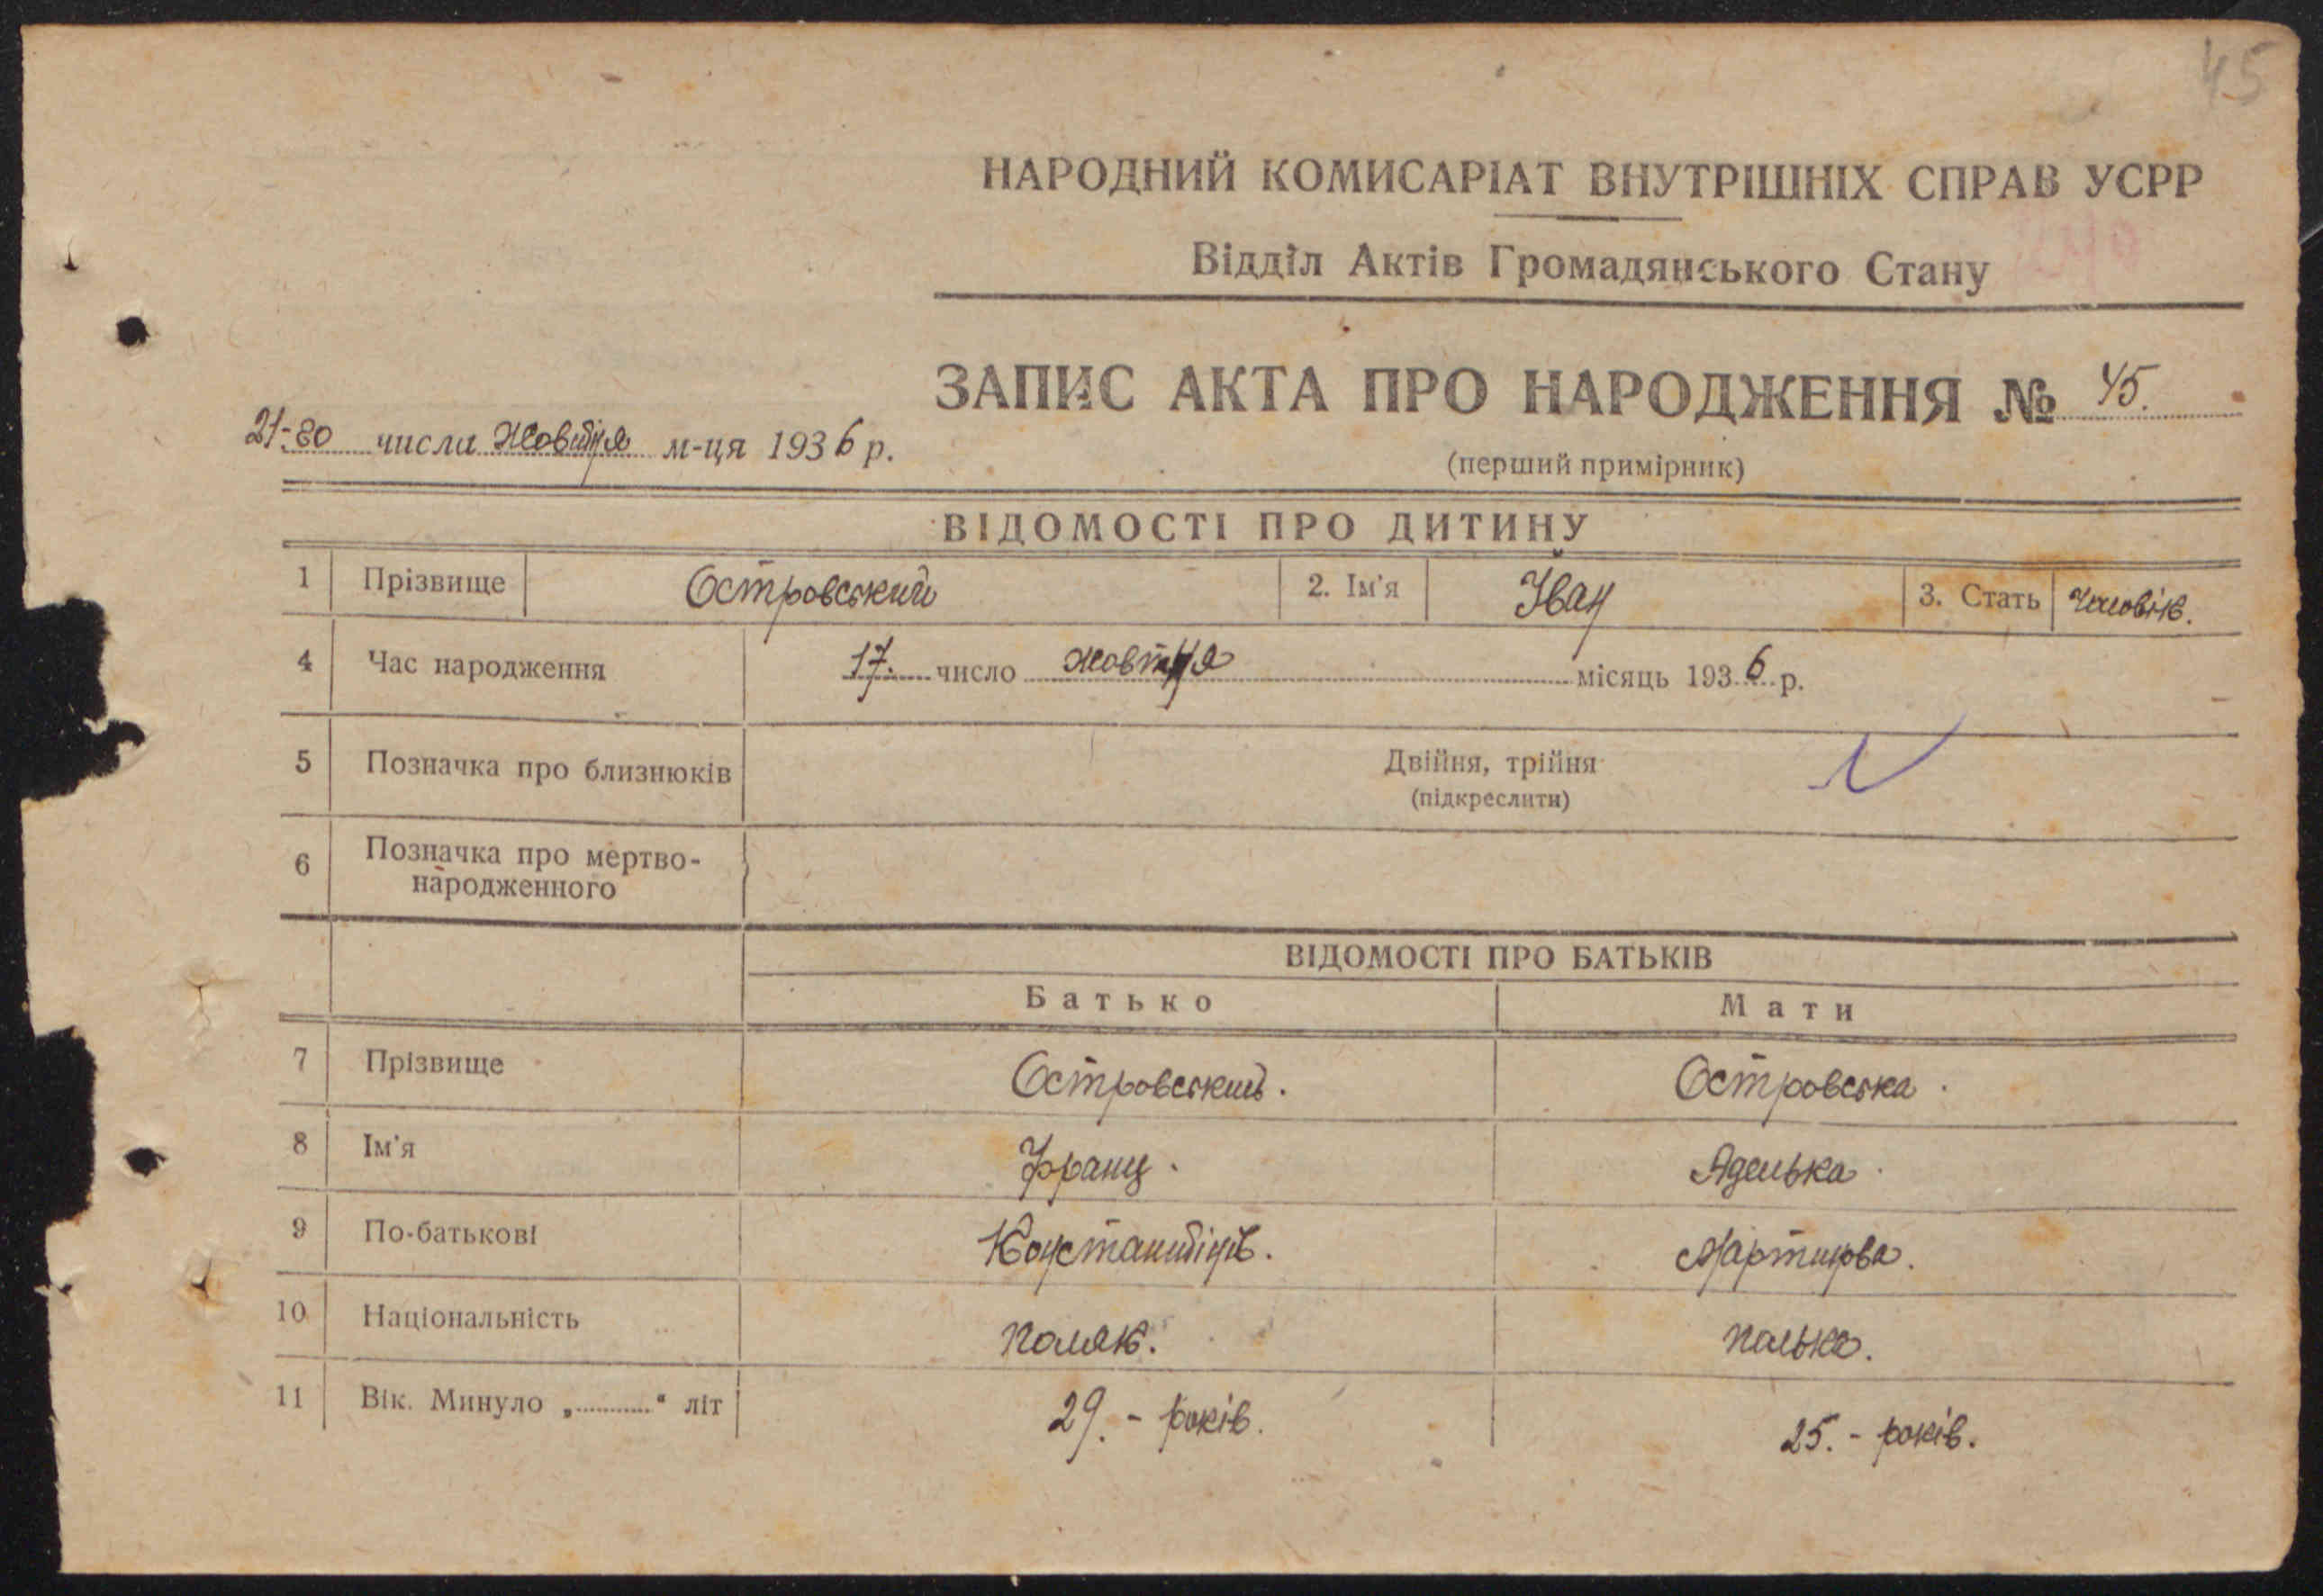 45
НАРОДНИЙ КОМИСАРІАТ ВНУТРІШНІХ СПРАВ УСРР
Відділ Актів Громадянського Стану
ЗАПИС АКТА ПРО НАРОДЖЕННЯ № 45.
21-го числа Жовтня м-ця 1936 р.
(перший примірник)
ВІДОМОСТІ ПРО ДИТИНУ
1 Прізвище Островський 2. Ім'я Іван 3. Стать Чоловік.
4 Час народження 17. число жовтня місяць 1936 р.
5 Позначка про близнюків Двійня, трійня
(підкреслити)
6 Позначка про мертво-
народженного
ВІДОМОСТІ ПРО БАТЬКІВ
Батько Мати
7 Прізвище Островський. Островська.
8 Ім'я Франц. Аделька.
9 По-батькові Константінів. Мартинова.
10 Національність поляк. полька.
11 Вік. Минуло „............“ літ 29.- років. 25.- років.